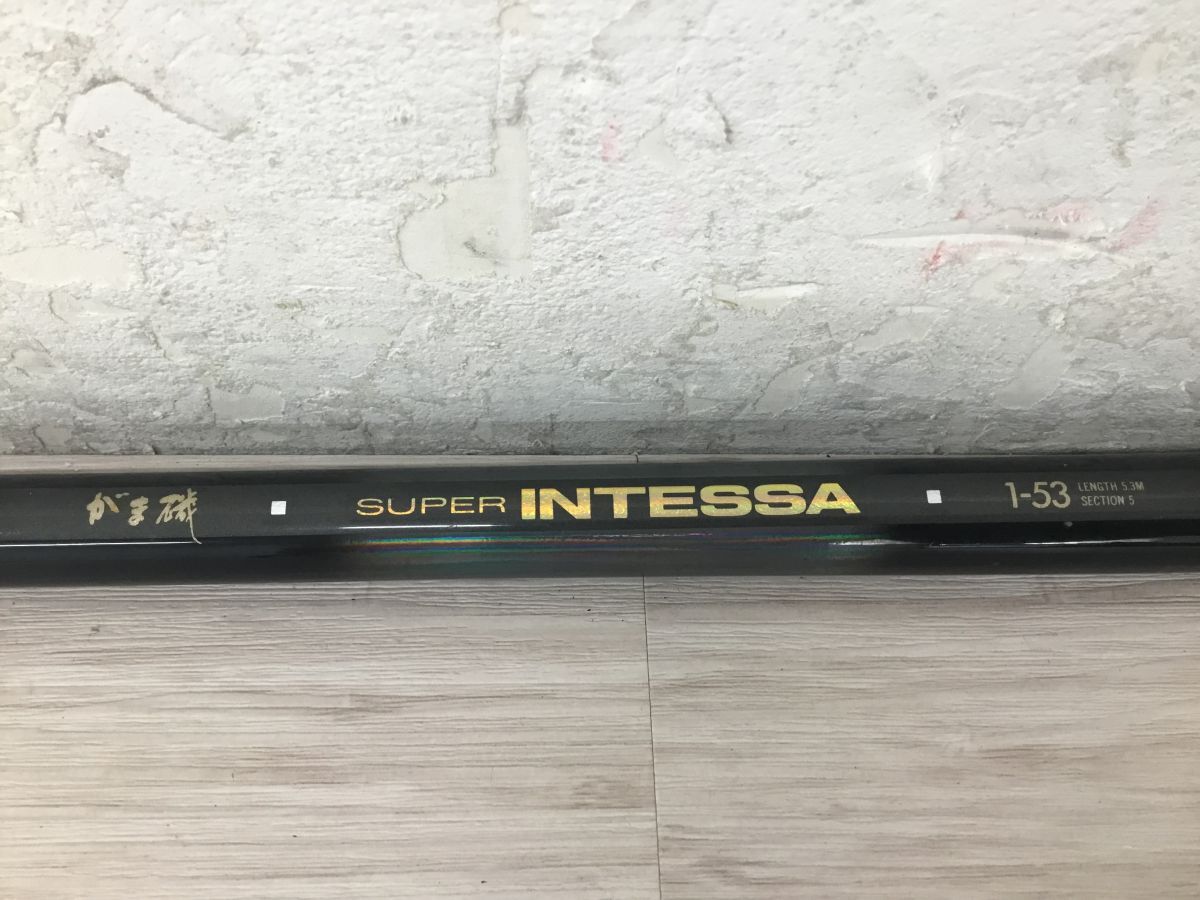 がま磯 SUPER INTESSA 1-53
LENGTH 5.3M
SECTION 5